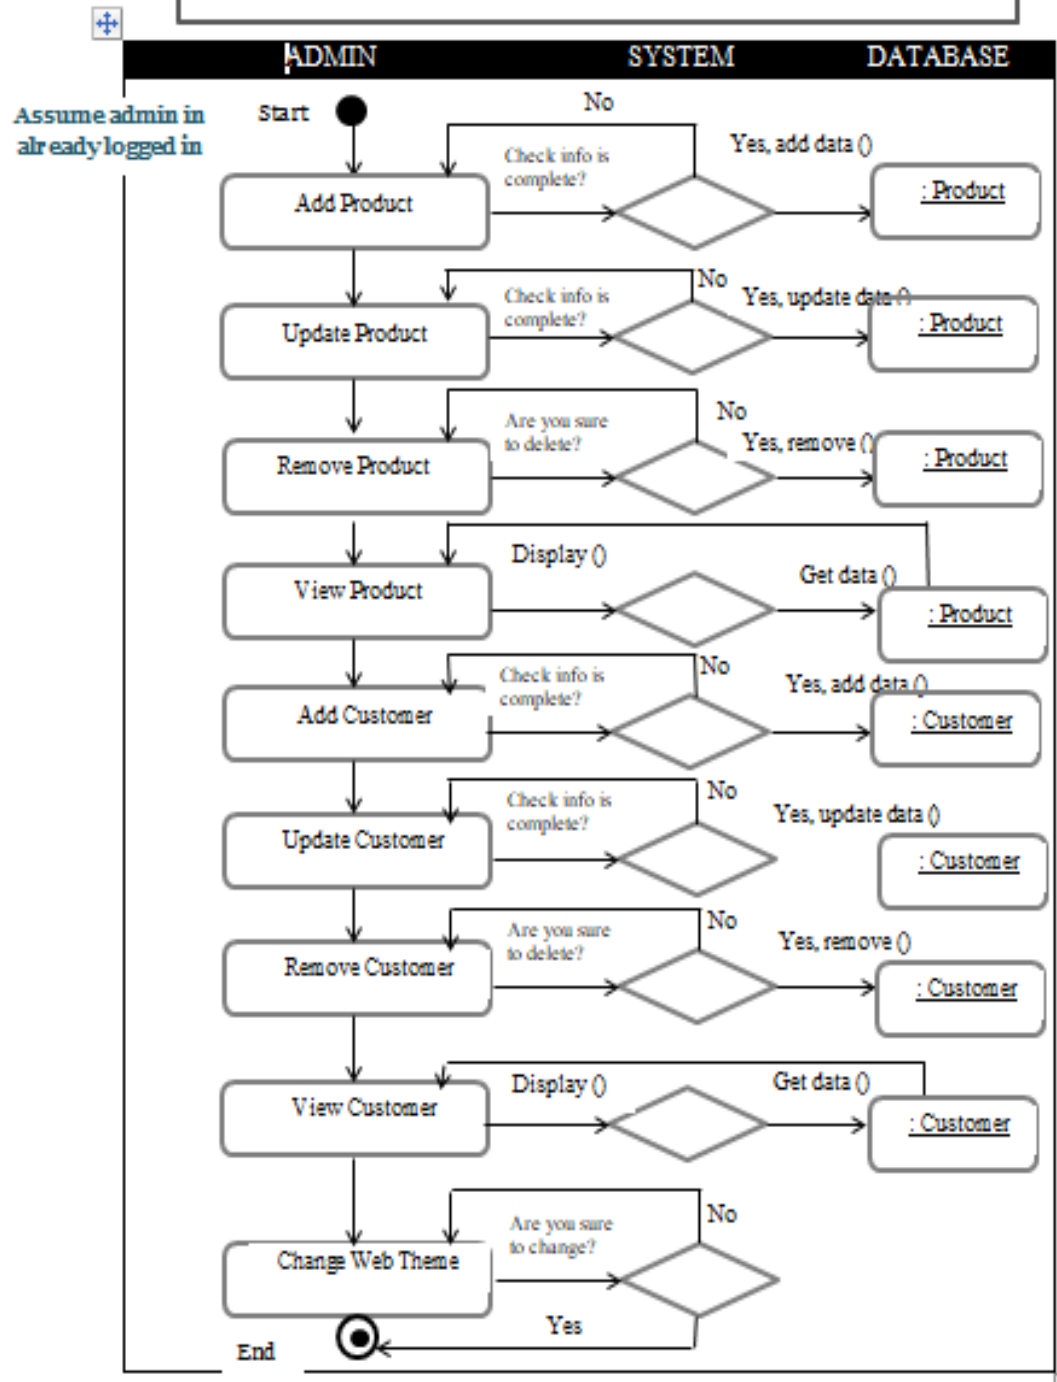 ADMIN SYSTEM DATABASE
Assume admin in
already logged in
Start
No
Check info is
complete?
Yes, add data ()
Add Product
: Product
No
Check info is
complete?
Yes, update data ()
Update Product
: Product
No
Are you sure
to delete?
Yes, remove ()
Remove Product
: Product
Display ()
Get data ()
View Product
: Product
No
Check info is
complete?
Yes, add data ()
Add Customer
: Customer
No
Check info is
complete?
Yes, update data ()
Update Customer
: Customer
No
Are you sure
to delete?
Yes, remove ()
Remove Customer
: Customer
Display ()
Get data ()
View Customer
: Customer
No
Are you sure
to change?
Change Web Theme
Yes
End